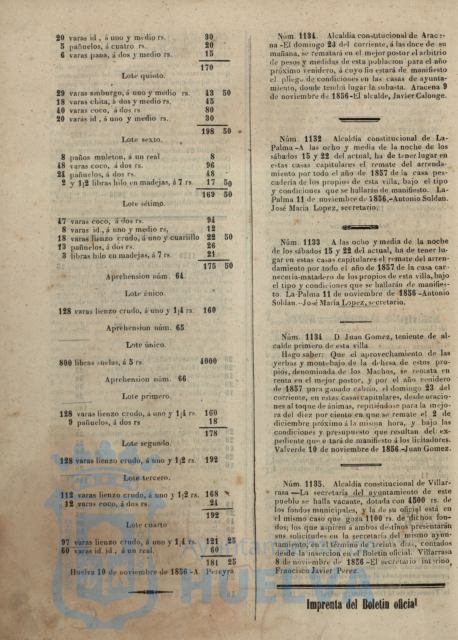 20 varas id, á uno y medio rs. 30
5 pañuelos, á cuatro rs. 20
6 varas pana, á dos y medio rs. 15
170
Lote quinto.
29 varas amburgo, á uno y medio rs. 43 50
18 varas chita, á dos y medio rs. 45
40 varas coco, á dos rs. 80
20 varas id, á uno y medio rs. 30
198 50
Lote sexto.
8 paños muleton, á un real 8
48 varas coco, á dos rs. 96
24 pañuelos, á dos rs. 48
2 y 1¡2 libras hilo en madejas, á 7 rs. 17 50
169 50
Lote sétimo.
47 varas coco, á dos rs. 94
8 varas id, á uno y medio rs, 12
18 varas lienzo crudo, á uno y cuartillo 22 50
13 pañuelos, á dos rs. 26
3 libras hilo en madejas, á 7 rs. 21
175 50
Aprehension núm. 64.
Lote único.
128 varas lienzo crudo, á uno y 1¡4 rs. 160
Aprehension núm. 65
Lote único.
800 libras suelas, á 5 rs. 4000
Aprehension núm. 66
Lote primero.
128 varas lienzo crudo, á uno y 1¡4 rs. 160
9 pañuelos, á dos rs 18
178
Lote segundo.
128 varas lienzo crudo, á uno y 1¡2 rs. 192
Lote tercero.
112 varas lienzo crudo, á uno y 1¡2 rs. 168
12 varas coco, á dos rs. 24
192
Lote cuarto
97 varas lienzo crudo, á uno y 1¡4 rs. 121 25
60 varas id. id., á un real. 60
181 25
Huelva 10 de noviembre de 1856 -A. Pereyra
Núm. 1131. Alcaldía constitucional de Arace-
na -El domingo 23 del corriente, á las doce de su
mañana, se rematará en el mejor postor el arbitrio
de pesos y medidas de esta poblacion para el año
próximo venidero, á cuyo fin estará de manifiesto
el pliego de condiciones en las casas de ayunta-
miento, donde tendrá lugar la subasta. Aracena 9
de noviembre de 1856-El alcalde, Javier Calonge.
Núm. 1132 Alcaldia constitucional de La-
Palma -A las ocho y media de la noche de los
sábados 15 y 22 del actual, ha de tener lugar en
estas casas capitulares el remate del arrenda-
miento por todo el año de 1857 de la casa pes-
cadería de los propios de esta villa, bajo el tipo
y condiciones que se hallarán de manifiesto. La-
Palma 11 de noviembre de 1856.-Antonio Soldan.
José Maria Lopez, secretario.
Núm. 1133 A las ocho y media de la noche
de los sábados 15 y 22 del actual, ha de tener lu-
gar en estas casas capitulares el remate del arren-
damiento por todo el año de 1857 de la casa car-
necería-matadero de los propios de esta villa, bajo
el tipo y condiciones que se hallarán de manifies-
to. La-Palma 11 de noviembre de 1856 -Antonio
Soldan.-José Maria Lopez, secretario.
Núm. 1134 D Juan Gomez, teniente de al-
calde primero de esta villa
Hago saber: Que el aprovechamiento de las
yerbas y montebajo de la dehesa de estos pro-
pios, denominada de los Machos, se remata en
renta en el mejor postor, y por el año venidero
de 1857 para ganado cabrío, el domingo 23 del
corriente, en estas casas capitulares, desde oracio-
nes al toque de ánimas, repitiéndose para la mejo-
ra del diez por ciento en que se remate el 2 de
diciembre próximo á la misma hora, y bajo las
condiciones y presupuesto que resultan del ex-
pediente que estará de manifiesto á los licitadores.
Valverde 10 de noviembre de 1856 -Juan Gomez.
Núm. 1135. Alcaldia constitucional de Villar-
rasa -La secretaria del ayuntamiento de este
pueblo se halla vacante, dotada con 4500 rs. de
los fondos municipales, y la de su oficial está en
el mismo caso que goza 1100 rs. de dichos fon-
dos; los que aspiren á ambos destinos presentarán
sus solicitudes en la secretaría del mismo ayun-
tamiento, en el término de treinta dias, contados
desde la insercion en el Boletin oficial. Villarrasa
8 de noviembre de 1856 -El secretario interino,
Francisco Javier Perez.
Imprenta del Boletin oficial
HUELVA